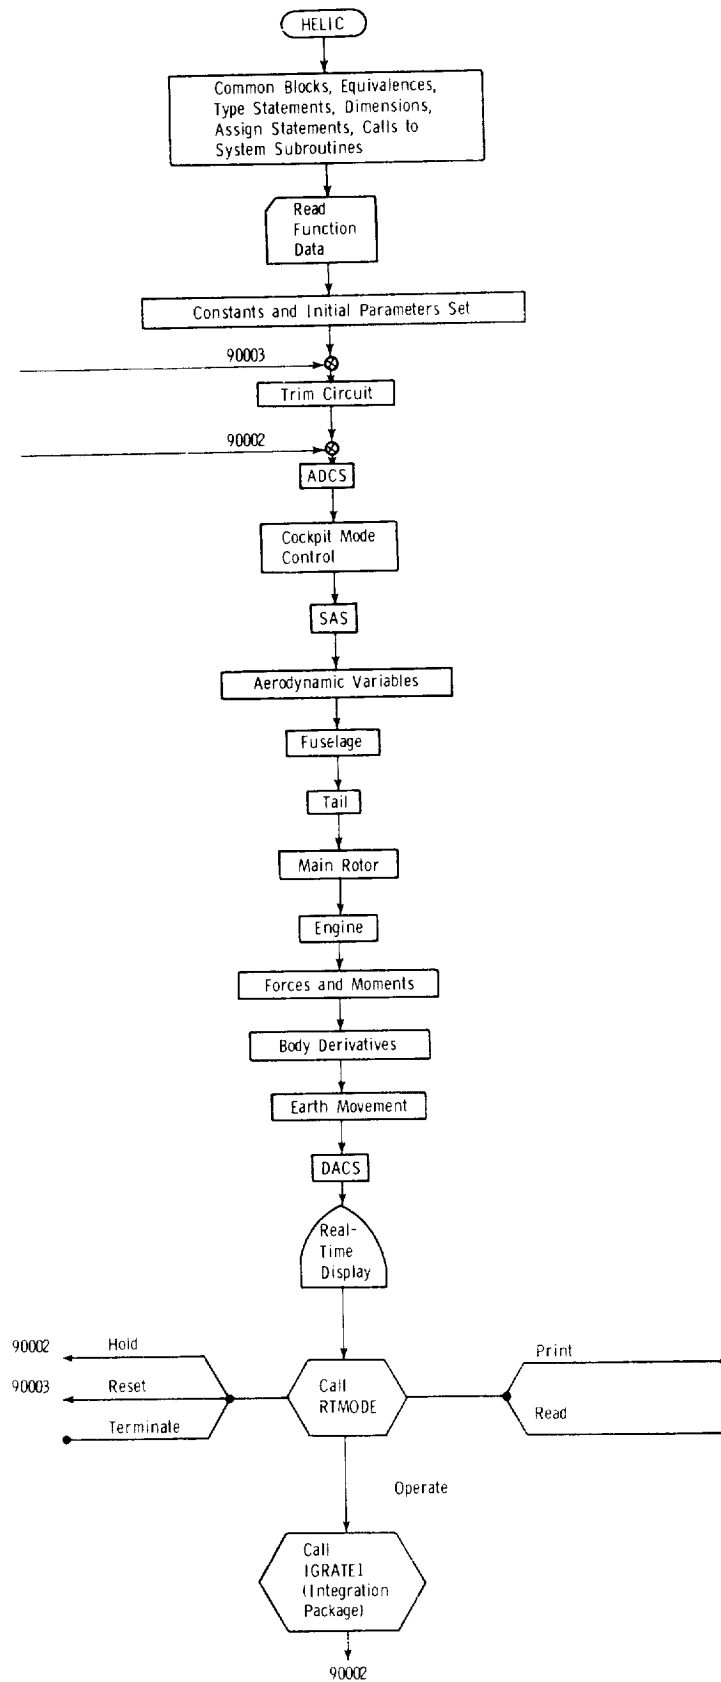 HELIC
Common Blocks, Equivalences,
Type Statements, Dimensions,
Assign Statements, Calls to
System Subroutines
Read
Function
Data
Constants and Initial Parameters Set
90003
Trim Circuit
90002
ADCS
Cockpit Mode
Control
SAS
Aerodynamic Variables
Fuselage
Tail
Main Rotor
Engine
Forces and Moments
Body Derivatives
Earth Movement
DACS
Real-
Time
Display
90002 Hold
90003 Reset
Terminate
Call
RTMODE
Print
Read
Operate
Call
IGRATE1
(Integration
Package)
90002